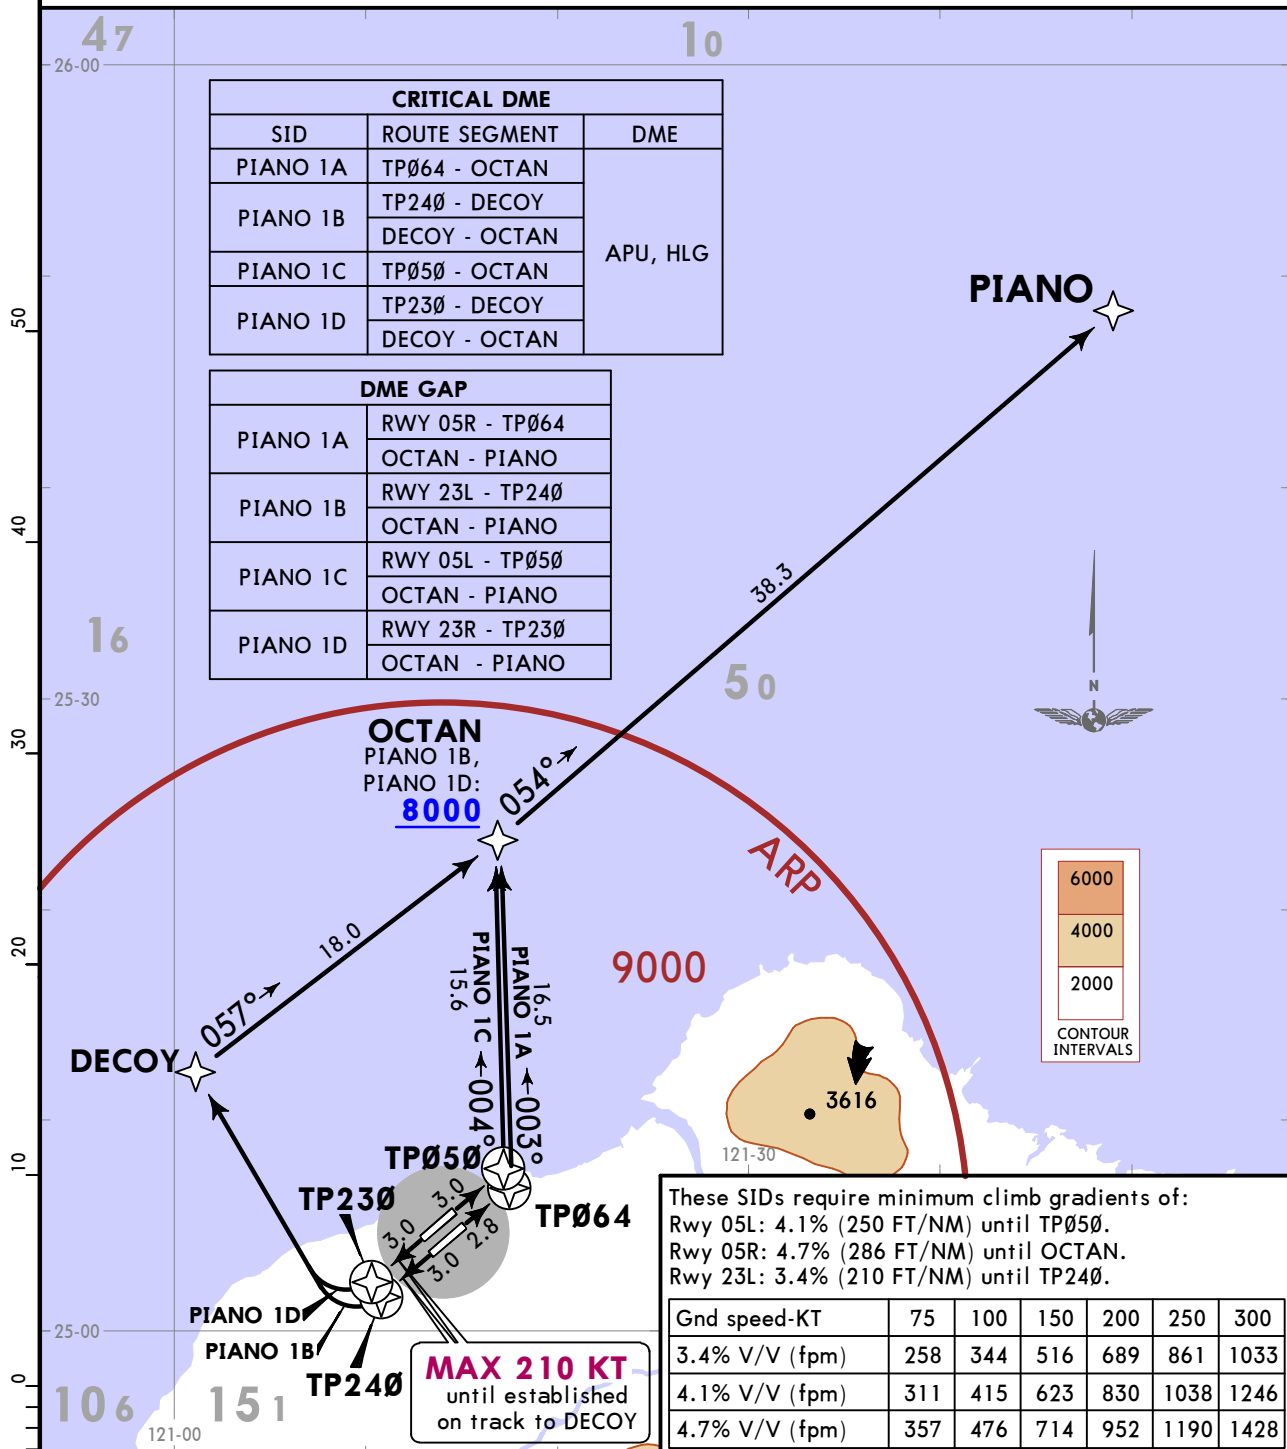 47
10
26-00
CRITICAL DME
SID ROUTE SEGMENT DME
PIANO 1A TPØ64 - OCTAN
PIANO 1B TP24Ø - DECOY
DECOY - OCTAN
APU, HLG
PIANO 1C TPØ5Ø - OCTAN
PIANO 1D TP23Ø - DECOY
DECOY - OCTAN
PIANO
50
DME GAP
PIANO 1A RWY 05R - TPØ64
OCTAN - PIANO
PIANO 1B RWY 23L - TP24Ø
OCTAN - PIANO
PIANO 1C RWY 05L - TPØ5Ø
OCTAN - PIANO
PIANO 1D RWY 23R - TP23Ø
OCTAN - PIANO
40
38.3
16
50
N
25-30
30
OCTAN
PIANO 1B,
PIANO 1D:
8000
054°
ARP
6000
4000
2000
CONTOUR
INTERVALS
18.0
20
9000
PIANO 1C 004°
15.6
16.5
PIANO 1A 003°
057°
DECOY
3616
121-30
10
TPØ5Ø
TP23Ø
TPØ64
3.0
3.0
3.0
2.8
PIANO 1D
PIANO 1B
TP24Ø
25-00
0
106
151
121-00
MAX 210 KT
until established
on track to DECOY
These SIDs require minimum climb gradients of:
Rwy 05L: 4.1% (250 FT/NM) until TPØ5Ø.
Rwy 05R: 4.7% (286 FT/NM) until OCTAN.
Rwy 23L: 3.4% (210 FT/NM) until TP24Ø.
Gnd speed-KT 75 100 150 200 250 300
3.4% V/V (fpm) 258 344 516 689 861 1033
4.1% V/V (fpm) 311 415 623 830 1038 1246
4.7% V/V (fpm) 357 476 714 952 1190 1428